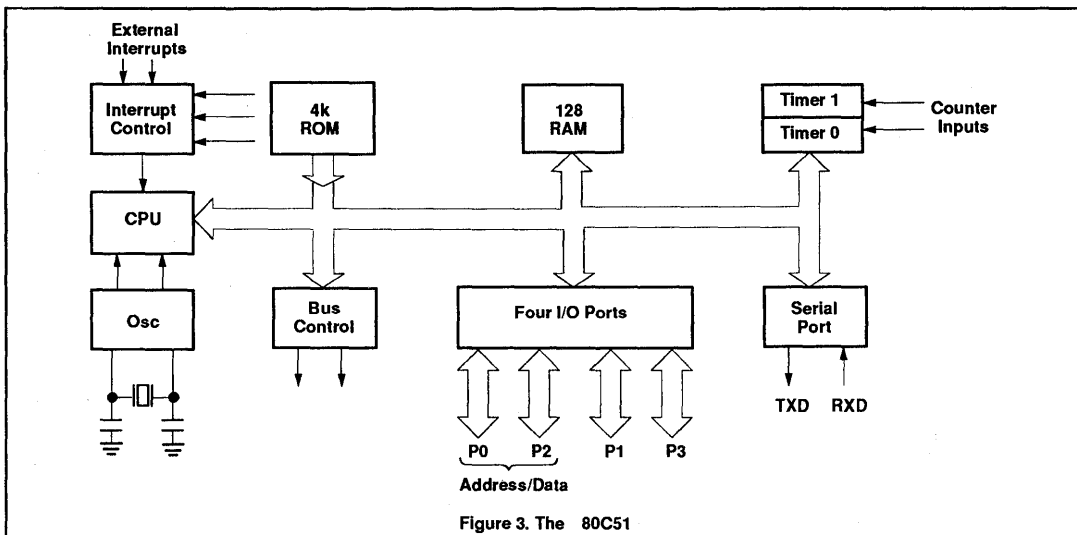 External
Interrupts
Interrupt
Control
4k
ROM
128
RAM
Timer 1
Timer 0
Counter
Inputs
CPU
Osc
Bus
Control
Four I/O Ports
Serial
Port
TXD RXD
P0 P2 P1 P3
Address/Data
Figure 3. The 80C51